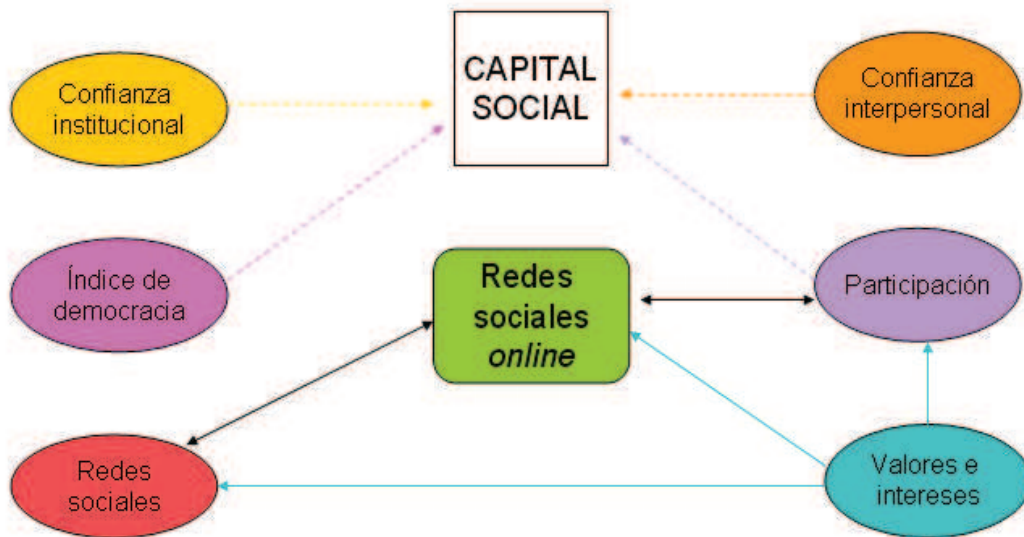 Confianza
institucional
CAPITAL
SOCIAL
Confianza
interpersonal
Índice de
democracia
Redes
sociales
online
Participación
Redes
sociales
Valores e
intereses